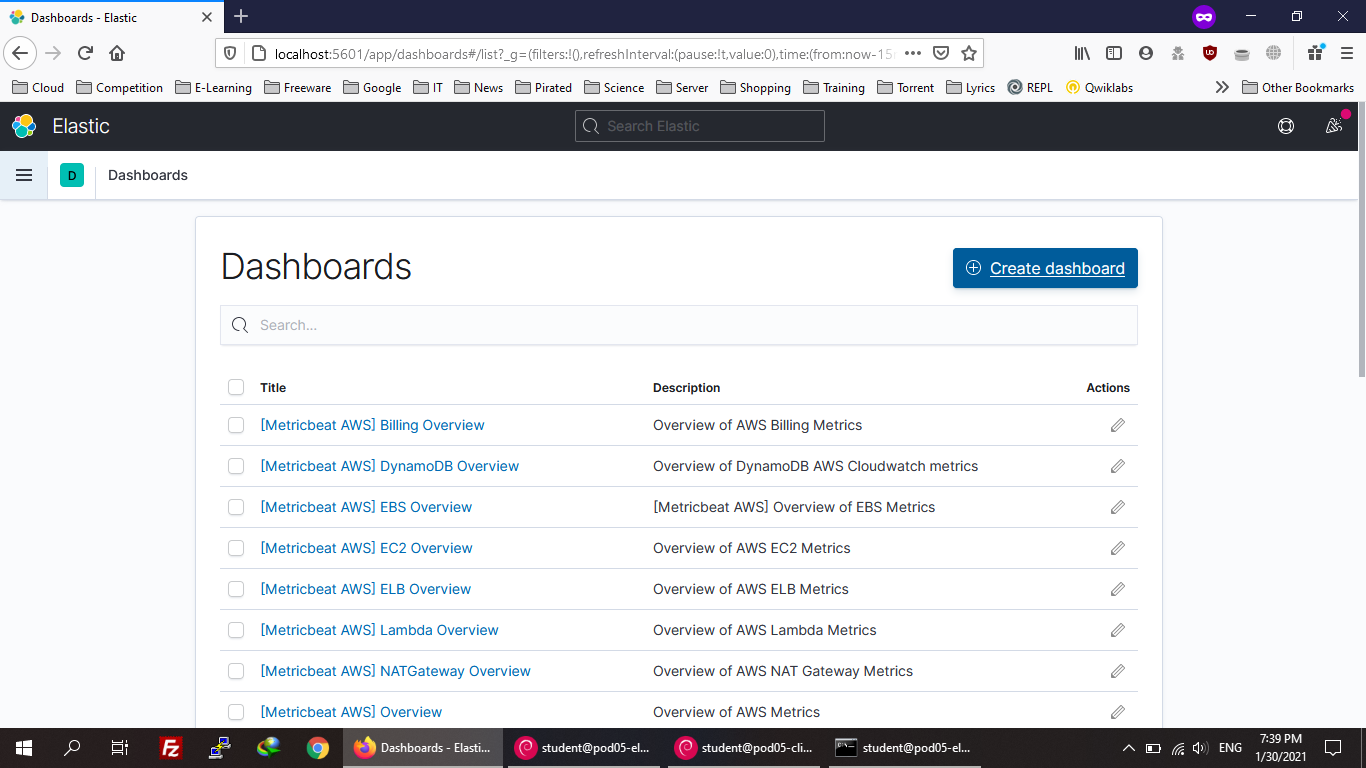 Dashboards - Elastic
localhost:5601/app/dashboards#/list?_g=(filters:!(),refreshInterval:(pause:!t,value:0),time:(from:now-15
Cloud Competition E-Learning Freeware Google IT News Pirated Science Server Shopping Training Torrent Lyrics REPL Qwiklabs Other Bookmarks
Elastic Search Elastic
D Dashboards
Dashboards
Create dashboard
Search...
Title Description Actions
[Metricbeat AWS] Billing Overview Overview of AWS Billing Metrics
[Metricbeat AWS] DynamoDB Overview Overview of DynamoDB AWS Cloudwatch metrics
[Metricbeat AWS] EBS Overview [Metricbeat AWS] Overview of EBS Metrics
[Metricbeat AWS] EC2 Overview Overview of AWS EC2 Metrics
[Metricbeat AWS] ELB Overview Overview of AWS ELB Metrics
[Metricbeat AWS] Lambda Overview Overview of AWS Lambda Metrics
[Metricbeat AWS] NATGateway Overview Overview of AWS NAT Gateway Metrics
[Metricbeat AWS] Overview Overview of AWS Metrics
Fz Dashboards - Elasti... student@pod05-el... student@pod05-cli... student@pod05-el... ENG 7:39 PM
1/30/2021